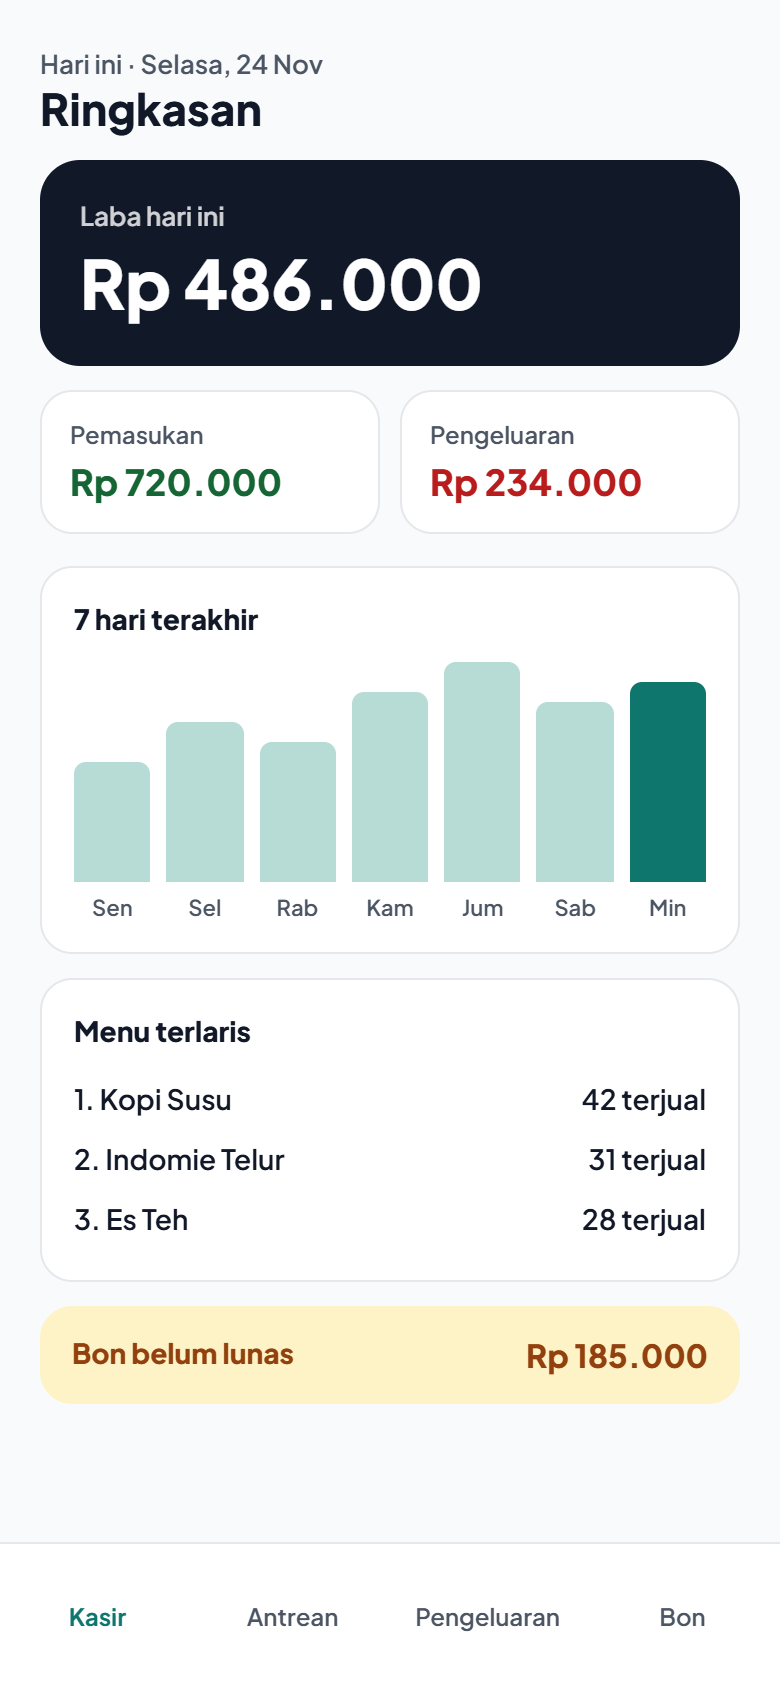 Hari ini · Selasa, 24 Nov
Ringkasan
Laba hari ini
Rp 486.000
Pemasukan
Rp 720.000
Pengeluaran
Rp 234.000
7 hari terakhir
Sen Sel Rab Kam Jum Sab Min
Menu terlaris
1. Kopi Susu 42 terjual
2. Indomie Telur 31 terjual
3. Es Teh 28 terjual
Bon belum lunas Rp 185.000
Kasir Antrean Pengeluaran Bon